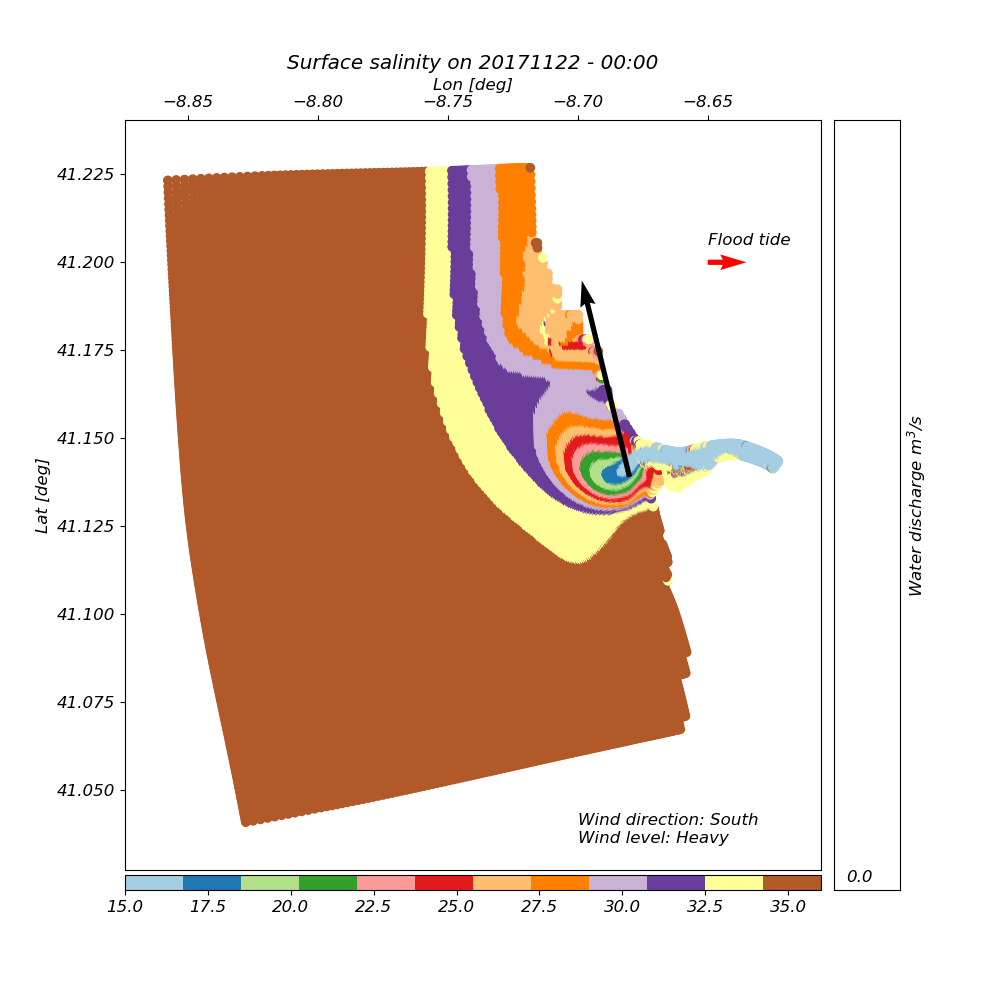 Surface salinity on 20171122 - 00:00
Lon [deg]
−8.85 −8.80 −8.75 −8.70 −8.65
41.225
41.200
41.175
41.150
41.125
41.100
41.075
41.050
Lat [deg]
Flood tide
Wind direction: South
Wind level: Heavy
15.0 17.5 20.0 22.5 25.0 27.5 30.0 32.5 35.0
0.0
Water discharge m³/s